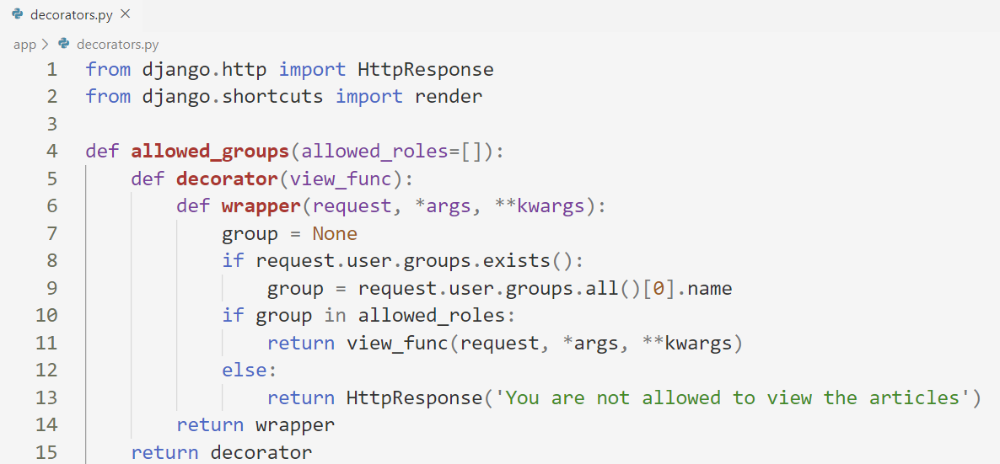 decorators.py
app > decorators.py
1 from django.http import HttpResponse
2 from django.shortcuts import render
3
4 def allowed_groups(allowed_roles=[]):
5     def decorator(view_func):
6         def wrapper(request, *args, **kwargs):
7             group = None
8             if request.user.groups.exists():
9                 group = request.user.groups.all()[0].name
10             if group in allowed_roles:
11                 return view_func(request, *args, **kwargs)
12             else:
13                 return HttpResponse('You are not allowed to view the articles')
14         return wrapper
15     return decorator